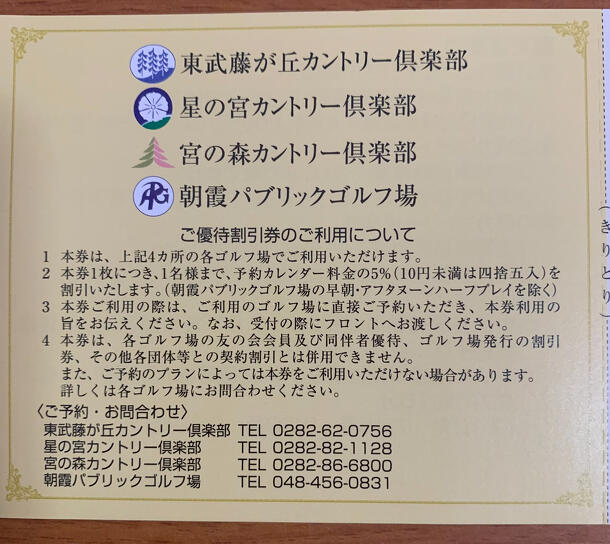 東武藤が丘カントリー倶楽部
星の宮カントリー倶楽部
宮の森カントリー倶楽部
APG 朝霞パブリックゴルフ場
ご優待割引券のご利用について
1 本券は、上記4カ所の各ゴルフ場でご利用いただけます。
2 本券1枚につき、1名様まで、予約カレンダー料金の5%(10円未満は四捨五入)を
割引いたします。(朝霞パブリックゴルフ場の早朝・アフタヌーンハーフプレイを除く)
3 本券ご利用の際は、ご利用のゴルフ場に直接ご予約いただき、本券利用の
旨をお伝えください。なお、受付の際にフロントへお渡しください。
4 本券は、各ゴルフ場の友の会会員及び同伴者優待、ゴルフ場発行の割引
券、その他各団体等との契約割引とは併用できません。
また、ご予約のプランによっては本券をご利用いただけない場合があります。
詳しくは各ゴルフ場にお問合わせください。
〈ご予約・お問合わせ〉
東武藤が丘カントリー倶楽部 TEL 0282-62-0756
星の宮カントリー倶楽部 TEL 0282-82-1128
宮の森カントリー倶楽部 TEL 0282-86-6800
朝霞パブリックゴルフ場 TEL 048-456-0831
(きりとり)